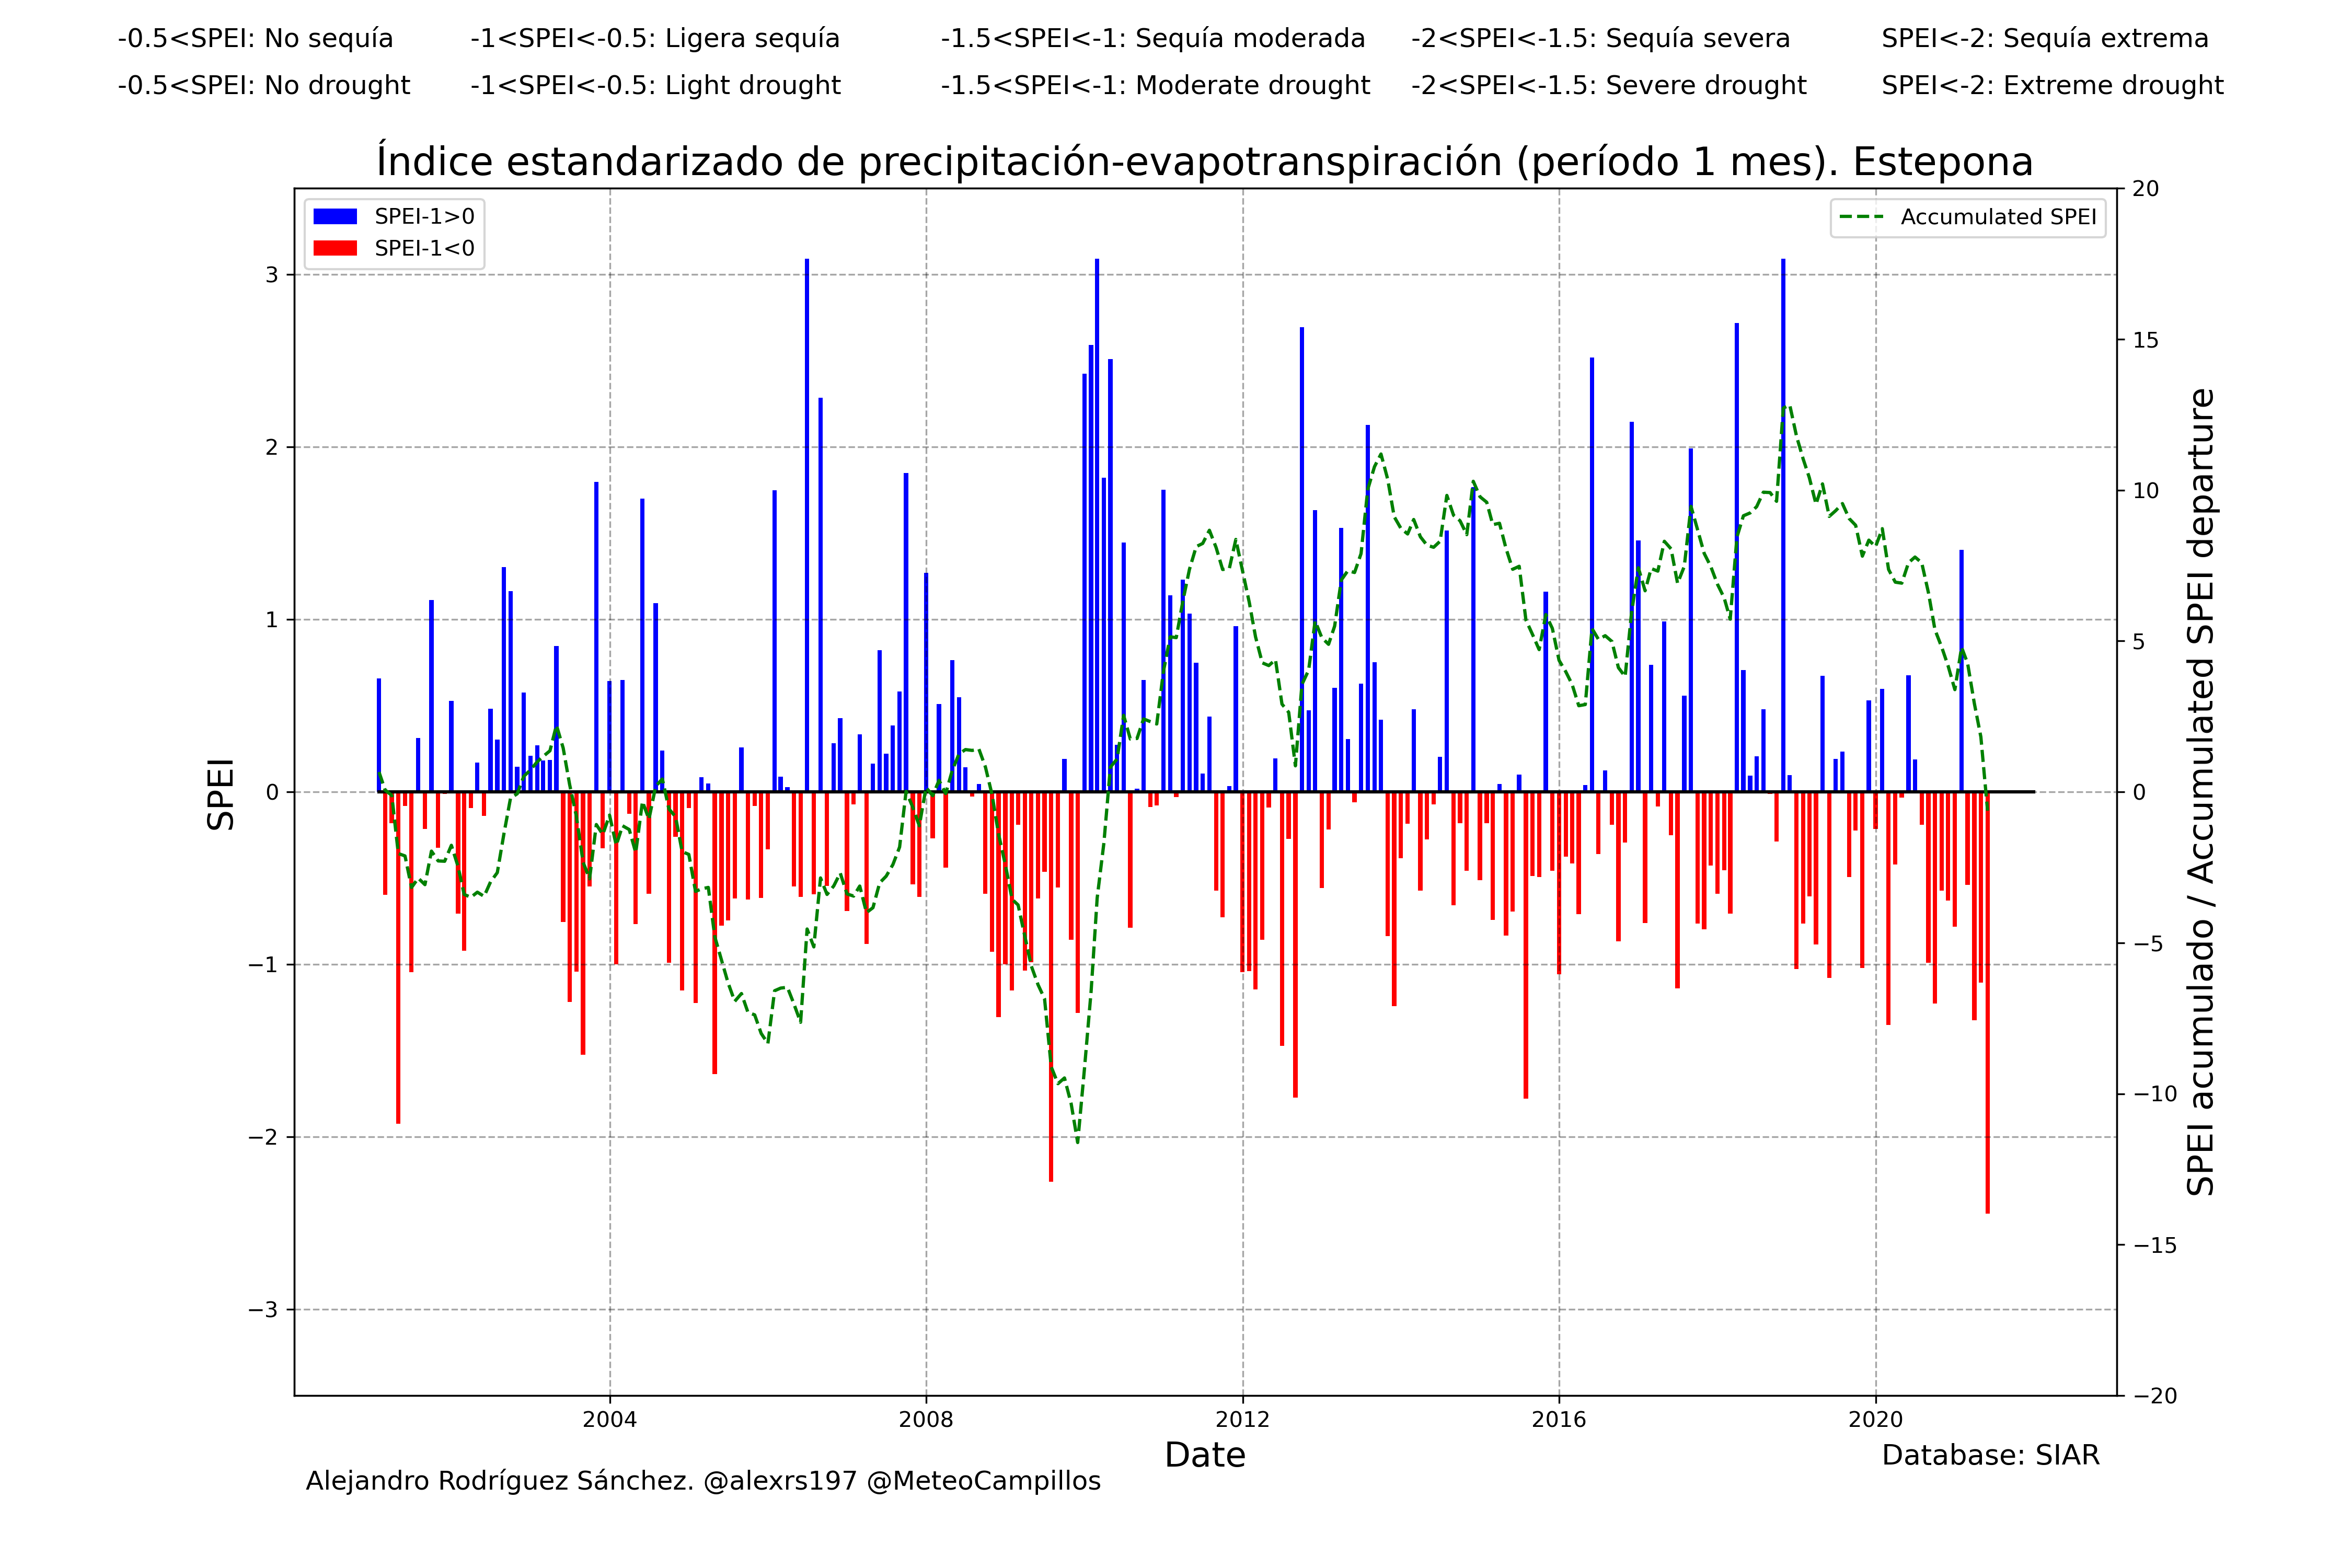 -0.5<SPEI: No sequía -1<SPEI<-0.5: Ligera sequía -1.5<SPEI<-1: Sequía moderada -2<SPEI<-1.5: Sequía severa SPEI<-2: Sequía extrema
-0.5<SPEI: No drought -1<SPEI<-0.5: Light drought -1.5<SPEI<-1: Moderate drought -2<SPEI<-1.5: Severe drought SPEI<-2: Extreme drought
Índice estandarizado de precipitación-evapotranspiración (período 1 mes). Estepona
SPEI-1>0
SPEI-1<0
Accumulated SPEI
SPEI
3
2
1
0
−1
−2
−3
20
15
10
5
0
−5
−10
−15
−20
SPEI acumulado / Accumulated SPEI departure
2004 2008 2012 2016 2020
Date
Database: SIAR
Alejandro Rodríguez Sánchez. @alexrs197 @MeteoCampillos